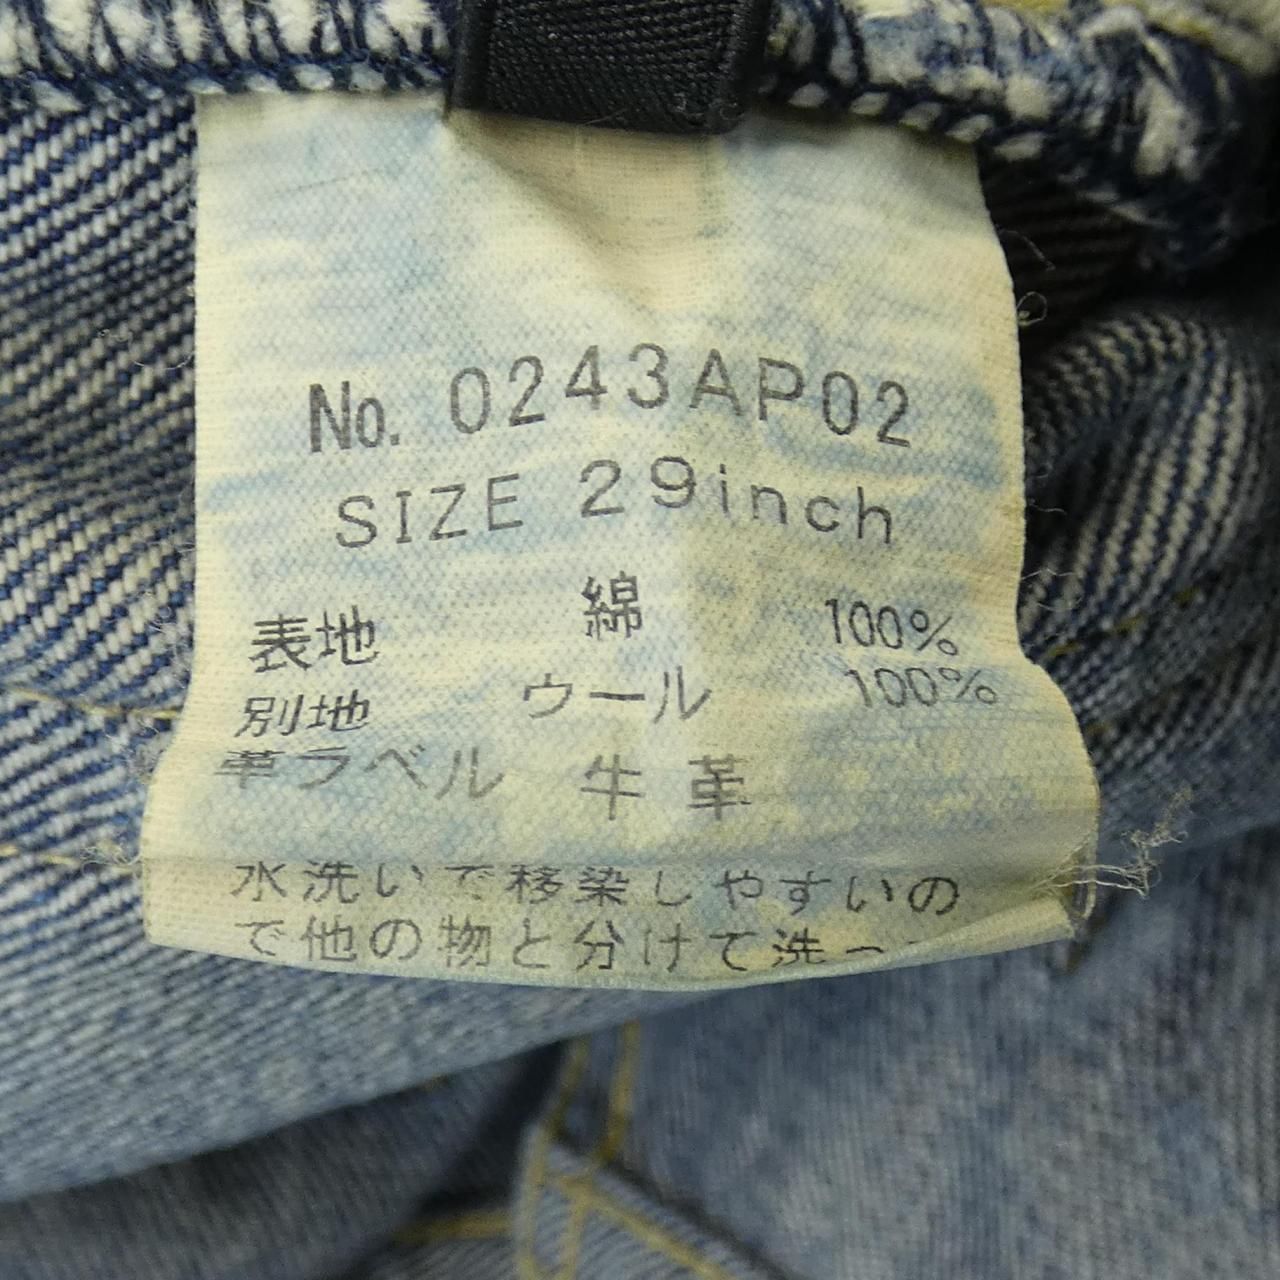 No. 0243AP02
SIZE 29inch
表地 綿 100%
別地 ウール 100%
革ラベル 牛革
水洗いで移染しやすいの
で他の物と分けて洗っ